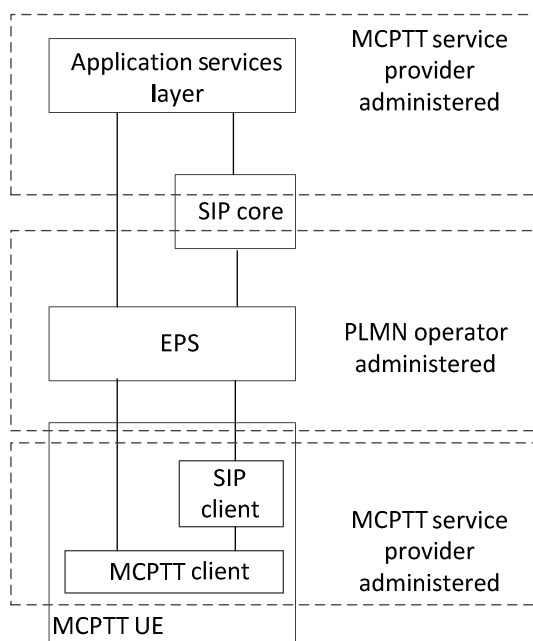 Application services
layer
MCPTT service
provider
administered
SIP core
EPS
PLMN operator
administered
SIP
client
MCPTT client
MCPTT service
provider
administered
MCPTT UE